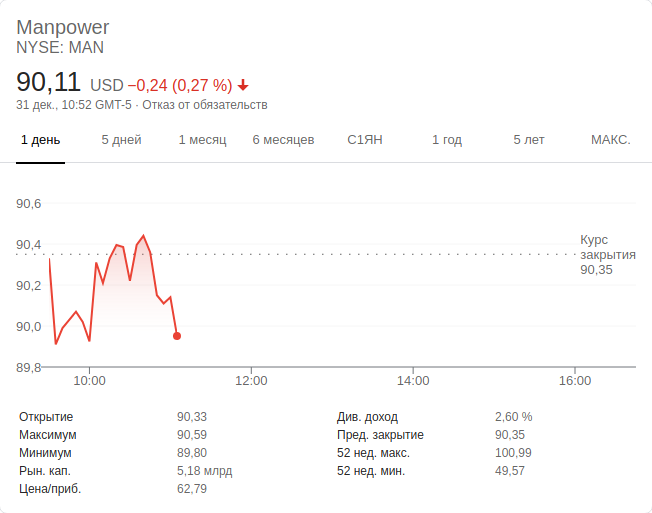 Manpower
NYSE: MAN
90,11 USD −0,24 (0,27 %)
31 дек., 10:52 GMT-5 · Отказ от обязательств
1 день 5 дней 1 месяц 6 месяцев С1ЯН 1 год 5 лет МАКС.
90,6
90,4
90,2
90,0
89,8
Курс
закрытия
90,35
10:00 12:00 14:00 16:00
Открытие 90,33 Див. доход 2,60 %
Максимум 90,59 Пред. закрытие 90,35
Минимум 89,80 52 нед. макс. 100,99
Рын. кап. 5,18 млрд 52 нед. мин. 49,57
Цена/приб. 62,79